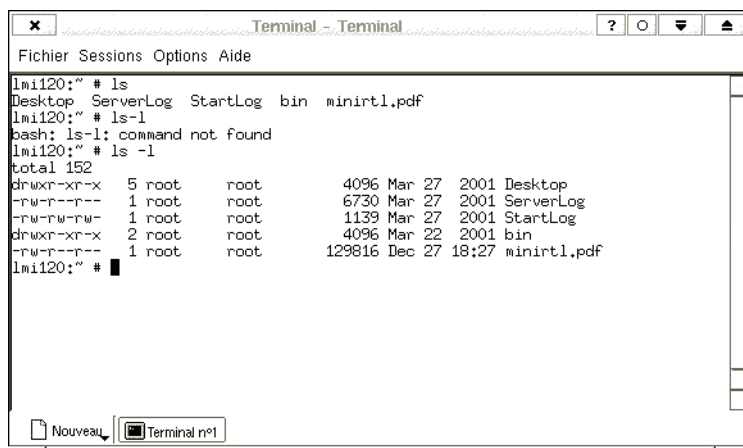 Terminal - Terminal
?
Fichier Sessions Options Aide
lmi120:~ # ls
Desktop  ServerLog  StartLog  bin  minirtl.pdf
lmi120:~ # ls-l
bash: ls-l: command not found
lmi120:~ # ls -l
total 152
drwxr-xr-x   5 root     root         4096 Mar 27  2001 Desktop
-rw-r--r--   1 root     root         6730 Mar 27  2001 ServerLog
-rw-rw-rw-   1 root     root         1139 Mar 27  2001 StartLog
drwxr-xr-x   2 root     root         4096 Mar 22  2001 bin
-rw-r--r--   1 root     root       129816 Dec 27 18:27 minirtl.pdf
lmi120:~ #
Nouveau Terminal nº1